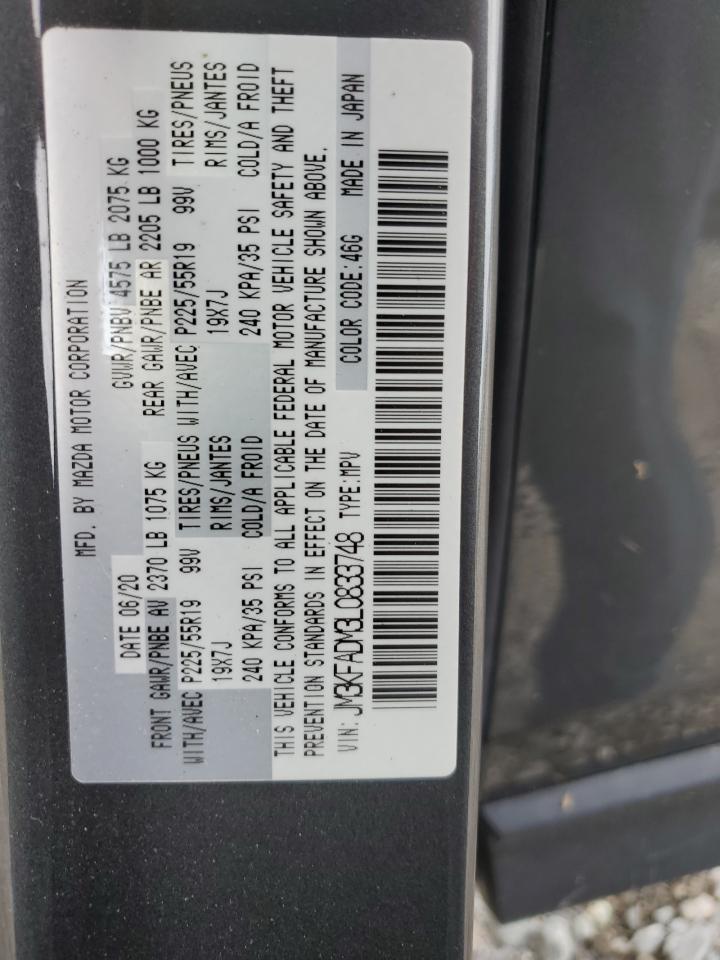 MFD. BY MAZDA MOTOR CORPORATION
DATE 06/20 GVWR/PNBV 4575 LB 2075 KG
FRONT GAWR/PNBE AV 2370 LB 1075 KG REAR GAWR/PNBE AR 2205 LB 1000 KG
WITH/AVEC P225/55R19 99V TIRES/PNEUS WITH/AVEC P225/55R19 99V TIRES/PNEUS
19X7J RIMS/JANTES 19X7J RIMS/JANTES
240 KPA/35 PSI COLD/A FROID 240 KPA/35 PSI COLD/A FROID
THIS VEHICLE CONFORMS TO ALL APPLICABLE FEDERAL MOTOR VEHICLE SAFETY AND THEFT
PREVENTION STANDARDS IN EFFECT ON THE DATE OF MANUFACTURE SHOWN ABOVE.
VIN: JM3KFADM3L0833748 TYPE:MPV COLOR CODE:46G MADE IN JAPAN